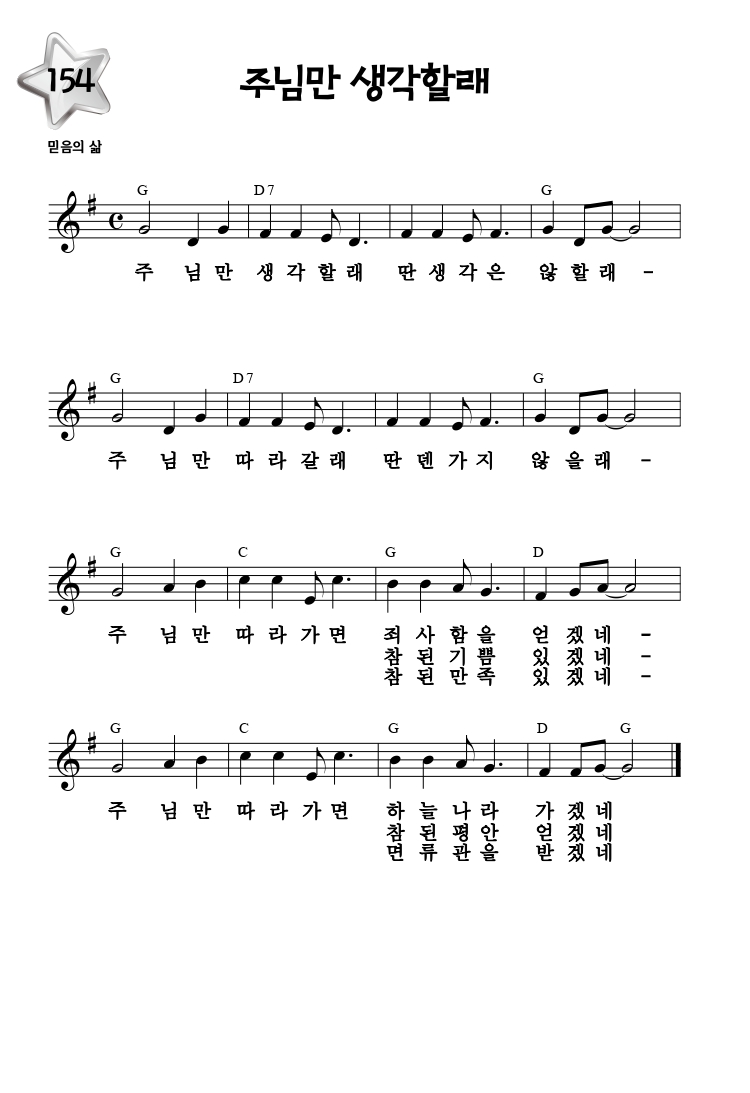 154
주님만 생각할래
믿음의 삶
G D7 G
주 님 만 생 각 할 래 딴 생 각 은 않 할 래 -
G D7 G
주 님 만 따 라 갈 래 딴 덴 가 지 않 을 래 -
G C G D
주 님 만 따 라 가 면 죄 사 함 을 얻 겠 네 -
참 된 기 쁨 있 겠 네 -
참 된 만 족 있 겠 네 -
G C G D G
주 님 만 따 라 가 면 하 늘 나 라 가 겠 네
참 된 평 안 얻 겠 네
면 류 관 을 받 겠 네